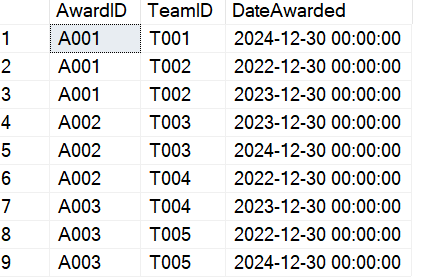 AwardID TeamID DateAwarded
1 A001 T001 2024-12-30 00:00:00
2 A001 T002 2022-12-30 00:00:00
3 A001 T002 2023-12-30 00:00:00
4 A002 T003 2023-12-30 00:00:00
5 A002 T003 2024-12-30 00:00:00
6 A002 T004 2022-12-30 00:00:00
7 A003 T004 2023-12-30 00:00:00
8 A003 T005 2022-12-30 00:00:00
9 A003 T005 2024-12-30 00:00:00